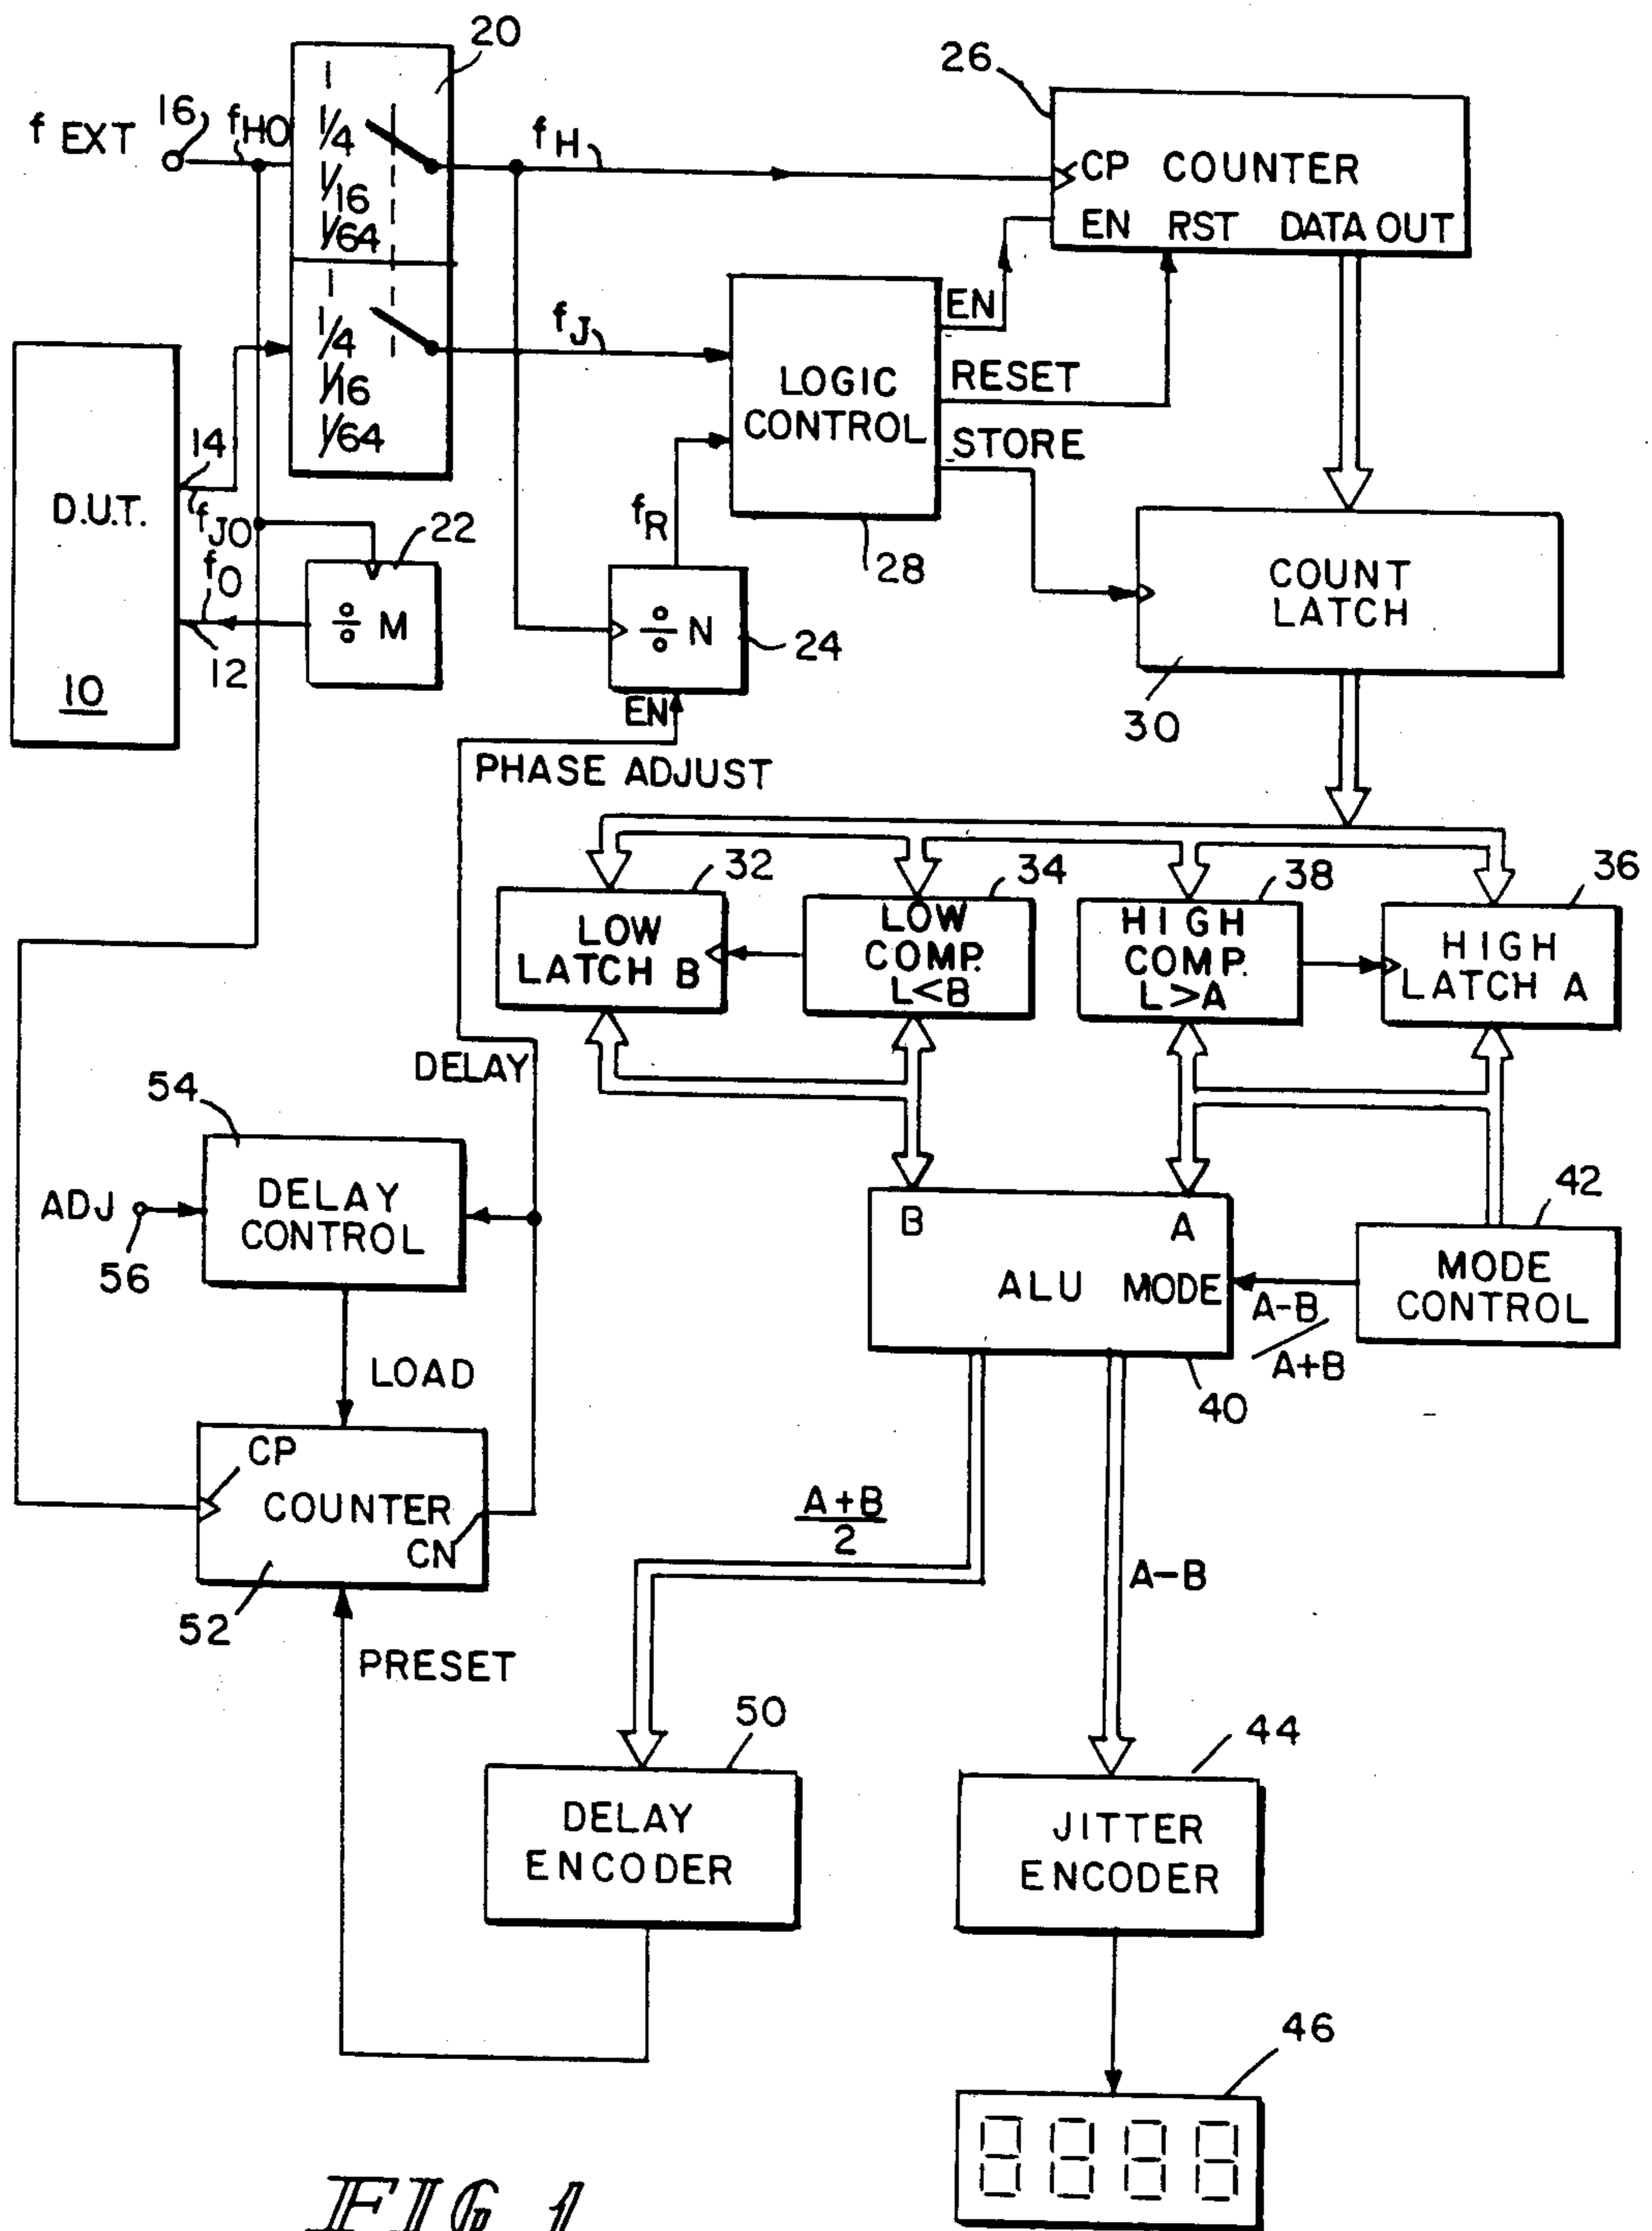 20
1
1/4
1/16
1/64
1
1/4
1/16
1/64
f EXT
16
fHO
fH
26
CP COUNTER
EN RST DATA OUT
fJ
LOGIC
CONTROL
EN
RESET
STORE
28
D.U.T.
10
14
fJO
fO
12
22
÷ M
fR
÷ N
24
EN
PHASE ADJUST
COUNT
LATCH
30
32
LOW
LATCH B
34
LOW
COMP.
L<B
38
HIGH
COMP.
L>A
36
HIGH
LATCH A
DELAY
54
ADJ
56
DELAY
CONTROL
LOAD
B
A
ALU MODE
40
42
MODE
CONTROL
A-B
A+B
CP
COUNTER
CN
52
PRESET
A+B
2
A-B
50
DELAY
ENCODER
44
JITTER
ENCODER
46
8888
FIG. 1